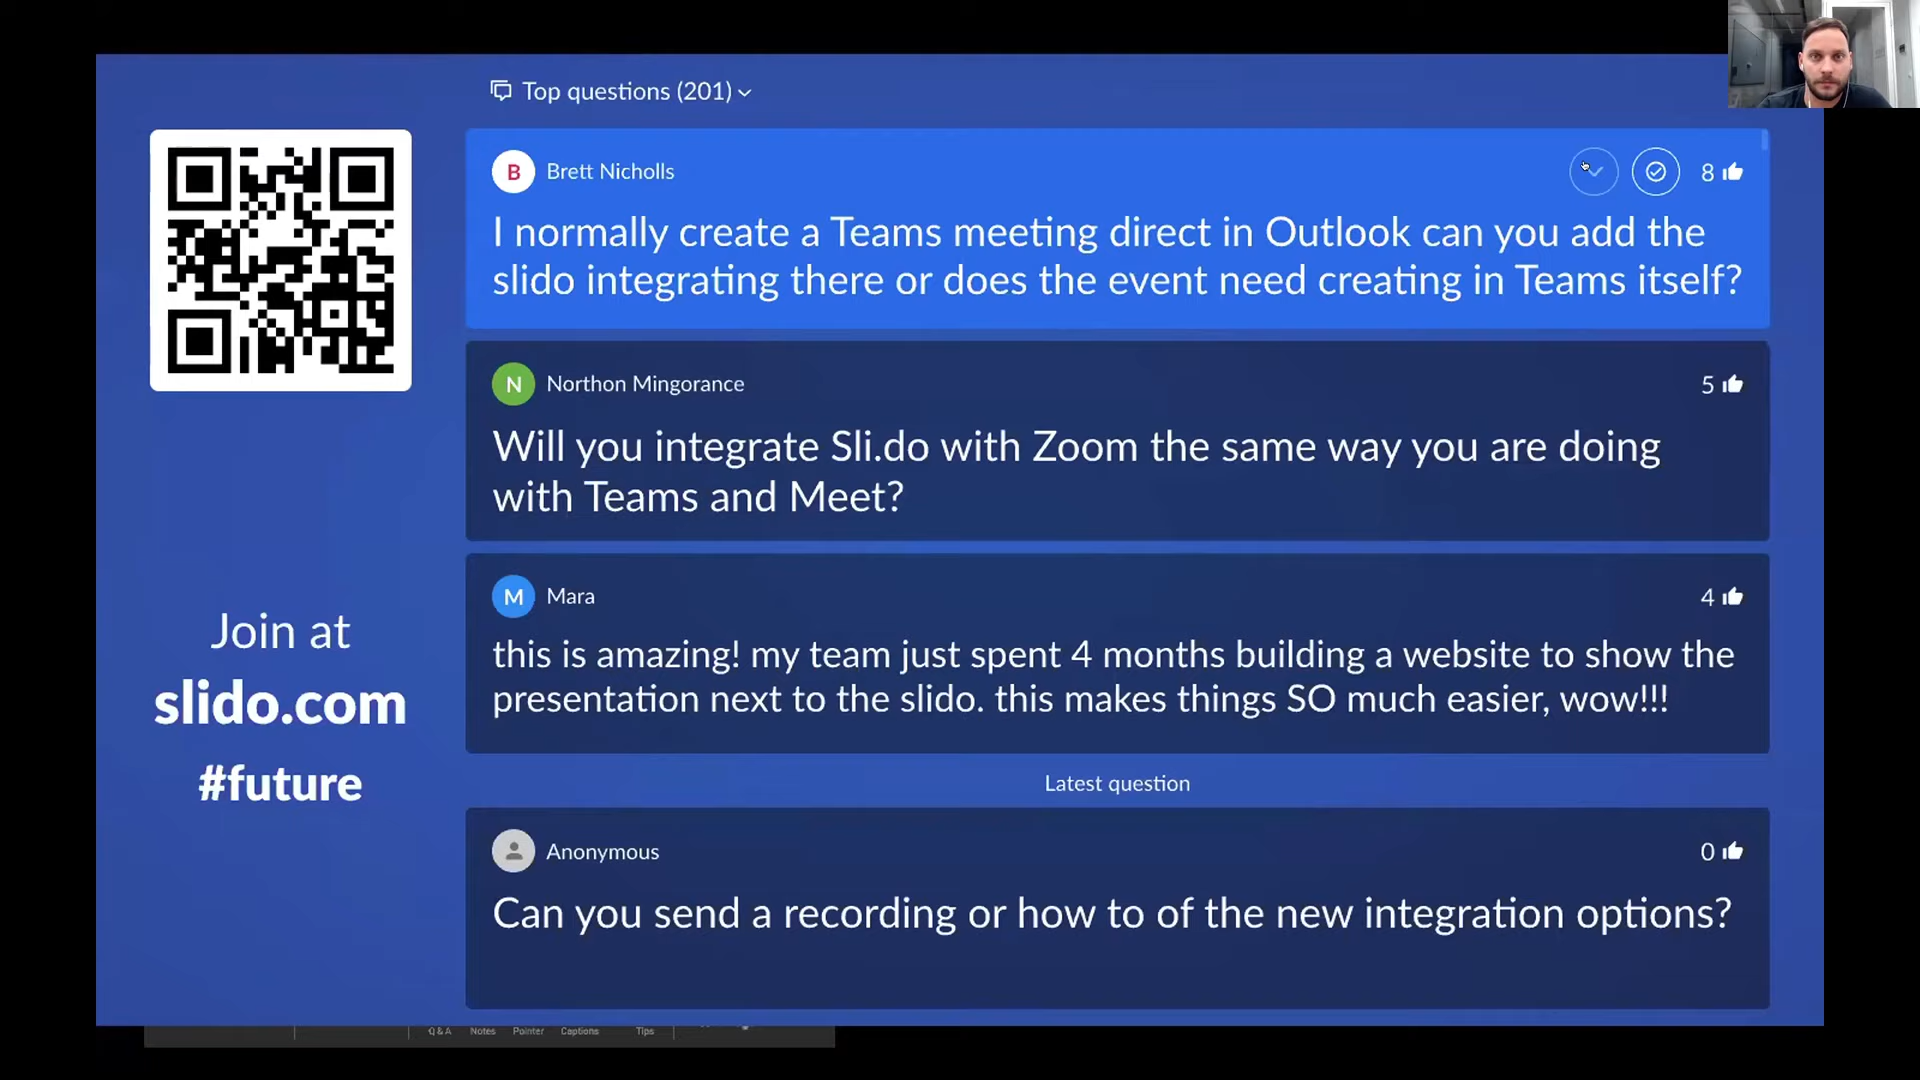 Top questions (201)
B Brett Nicholls 8
I normally create a Teams meeting direct in Outlook can you add the
slido integrating there or does the event need creating in Teams itself?
N Northon Mingorance 5
Will you integrate Sli.do with Zoom the same way you are doing
with Teams and Meet?
M Mara 4
this is amazing! my team just spent 4 months building a website to show the
presentation next to the slido. this makes things SO much easier, wow!!!
Join at
slido.com
#future
Latest question
Anonymous 0
Can you send a recording or how to of the new integration options?
Q&A Notes Pointer Captions Tips